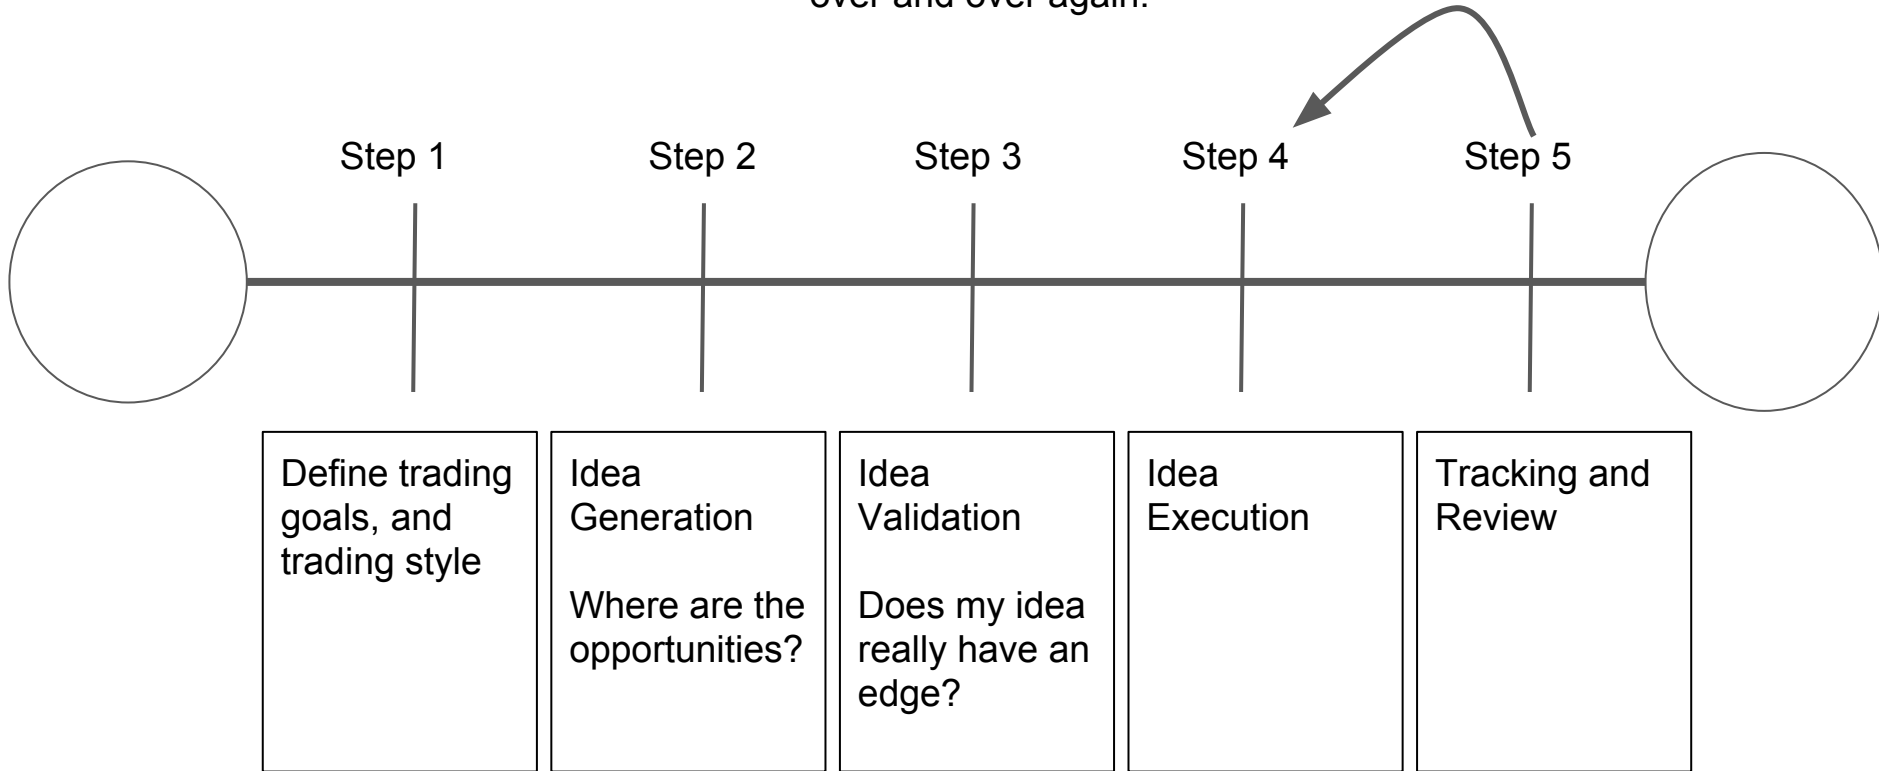 over and over again.
Step 1
Step 2
Step 3
Step 4
Step 5
Define trading
goals, and
trading style
Idea
Generation
Where are the
opportunities?
Idea
Validation
Does my idea
really have an
edge?
Idea
Execution
Tracking and
Review